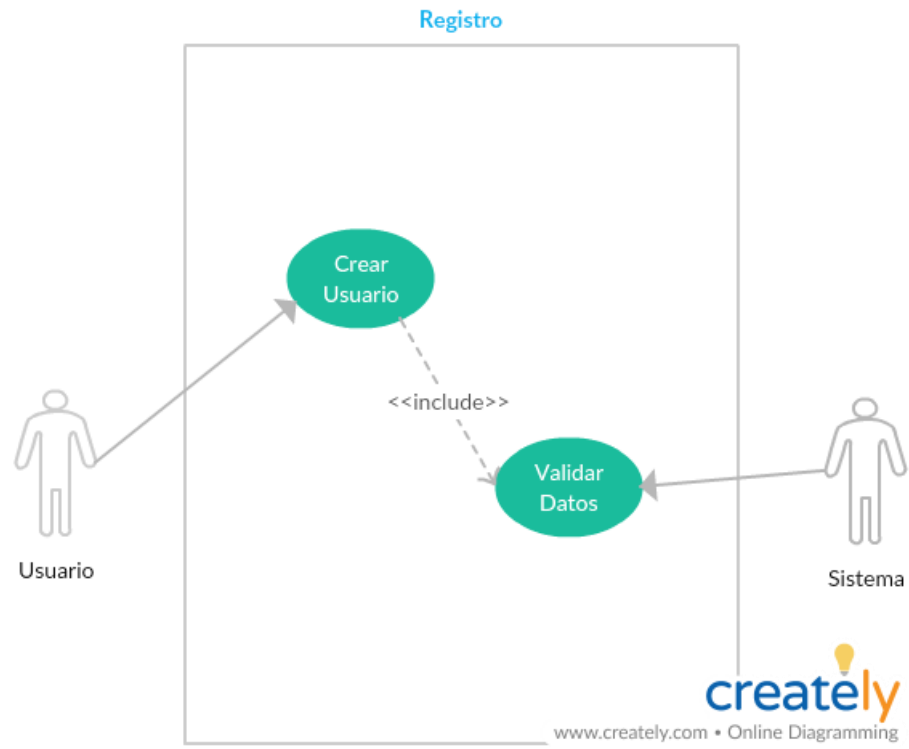 Registro
Crear
Usuario
<<include>>
Validar
Datos
Usuario
Sistema
creately
www.creately.com • Online Diagramming